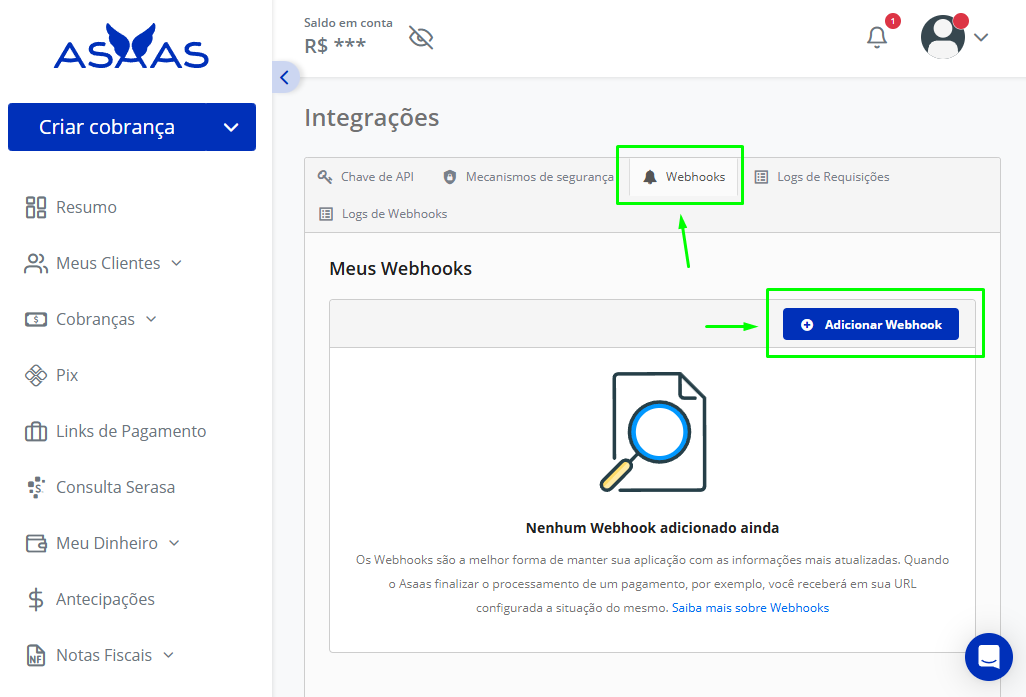 ASAAS
Saldo em conta
R$ ***
1
Criar cobrança
Resumo
Meus Clientes
Cobranças
Pix
Links de Pagamento
Consulta Serasa
Meu Dinheiro
Antecipações
Notas Fiscais
Integrações
Chave de API
Mecanismos de segurança
Webhooks
Logs de Requisições
Logs de Webhooks
Meus Webhooks
Adicionar Webhook
Nenhum Webhook adicionado ainda
Os Webhooks são a melhor forma de manter sua aplicação com as informações mais atualizadas. Quando
o Asaas finalizar o processamento de um pagamento, por exemplo, você receberá em sua URL
configurada a situação do mesmo. Saiba mais sobre Webhooks